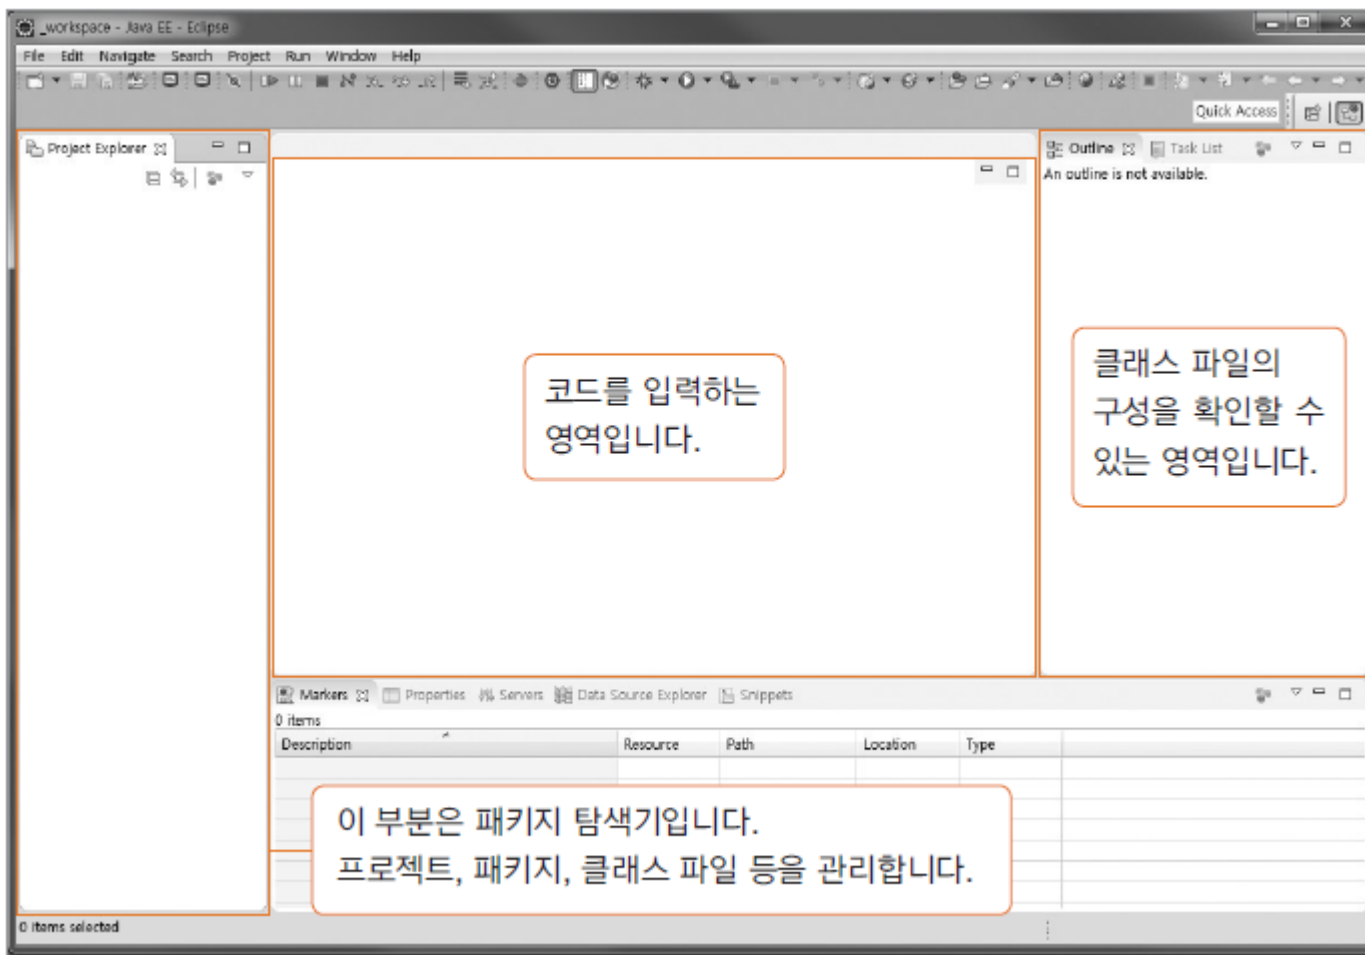 _workspace - Java EE - Eclipse
File Edit Navigate Search Project Run Window Help
Quick Access
Project Explorer
Outline Task List
An outline is not available.
코드를 입력하는
영역입니다.
클래스 파일의
구성을 확인할 수
있는 영역입니다.
Markers Properties Servers Data Source Explorer Snippets
0 items
Description Resource Path Location Type
이 부분은 패키지 탐색기입니다.
프로젝트, 패키지, 클래스 파일 등을 관리합니다.
0 items selected